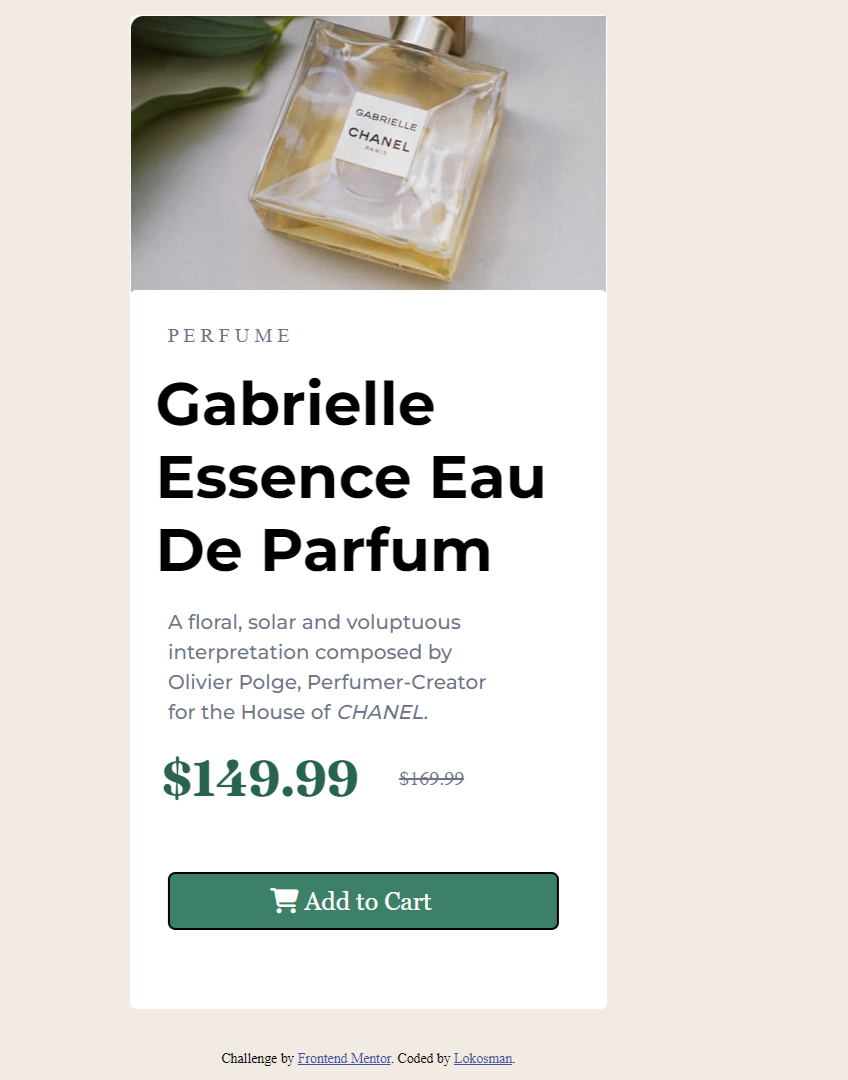 GABRIELLE
CHANEL
PARIS
PERFUME
Gabrielle
Essence Eau
De Parfum
A floral, solar and voluptuous
interpretation composed by
Olivier Polge, Perfumer-Creator
for the House of CHANEL.
$149.99 $169.99
Add to Cart
Challenge by Frontend Mentor. Coded by Lokosman.